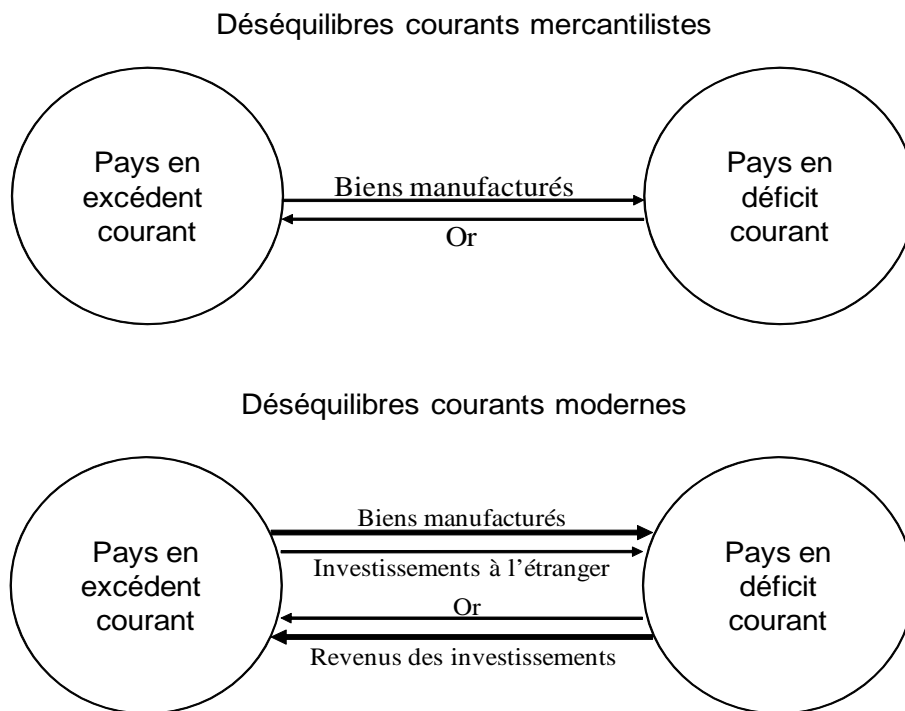 Déséquilibres courants mercantilistes
Pays en
excédent
courant
Biens manufacturés
Or
Pays en
déficit
courant
Déséquilibres courants modernes
Pays en
excédent
courant
Biens manufacturés
Investissements à l’étranger
Or
Revenus des investissements
Pays en
déficit
courant